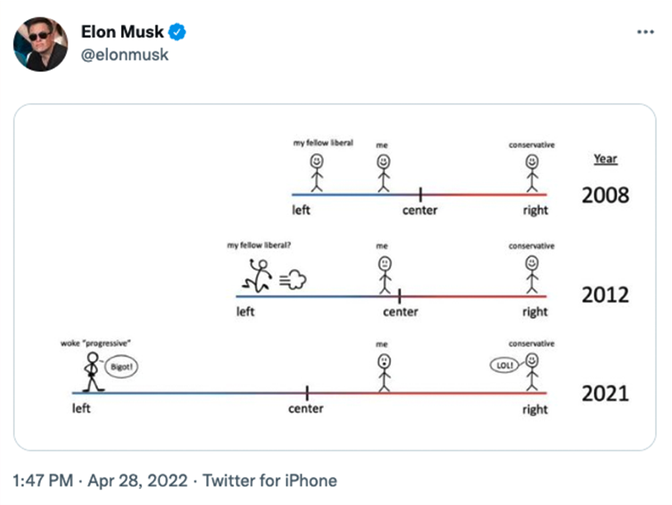 Elon Musk
@elonmusk
my fellow liberal me conservative
Year
2008
left center right
my fellow liberal? me conservative
2012
left center right
woke "progressive" me conservative
Bigot! LOL!
2021
left center right
1:47 PM · Apr 28, 2022 · Twitter for iPhone